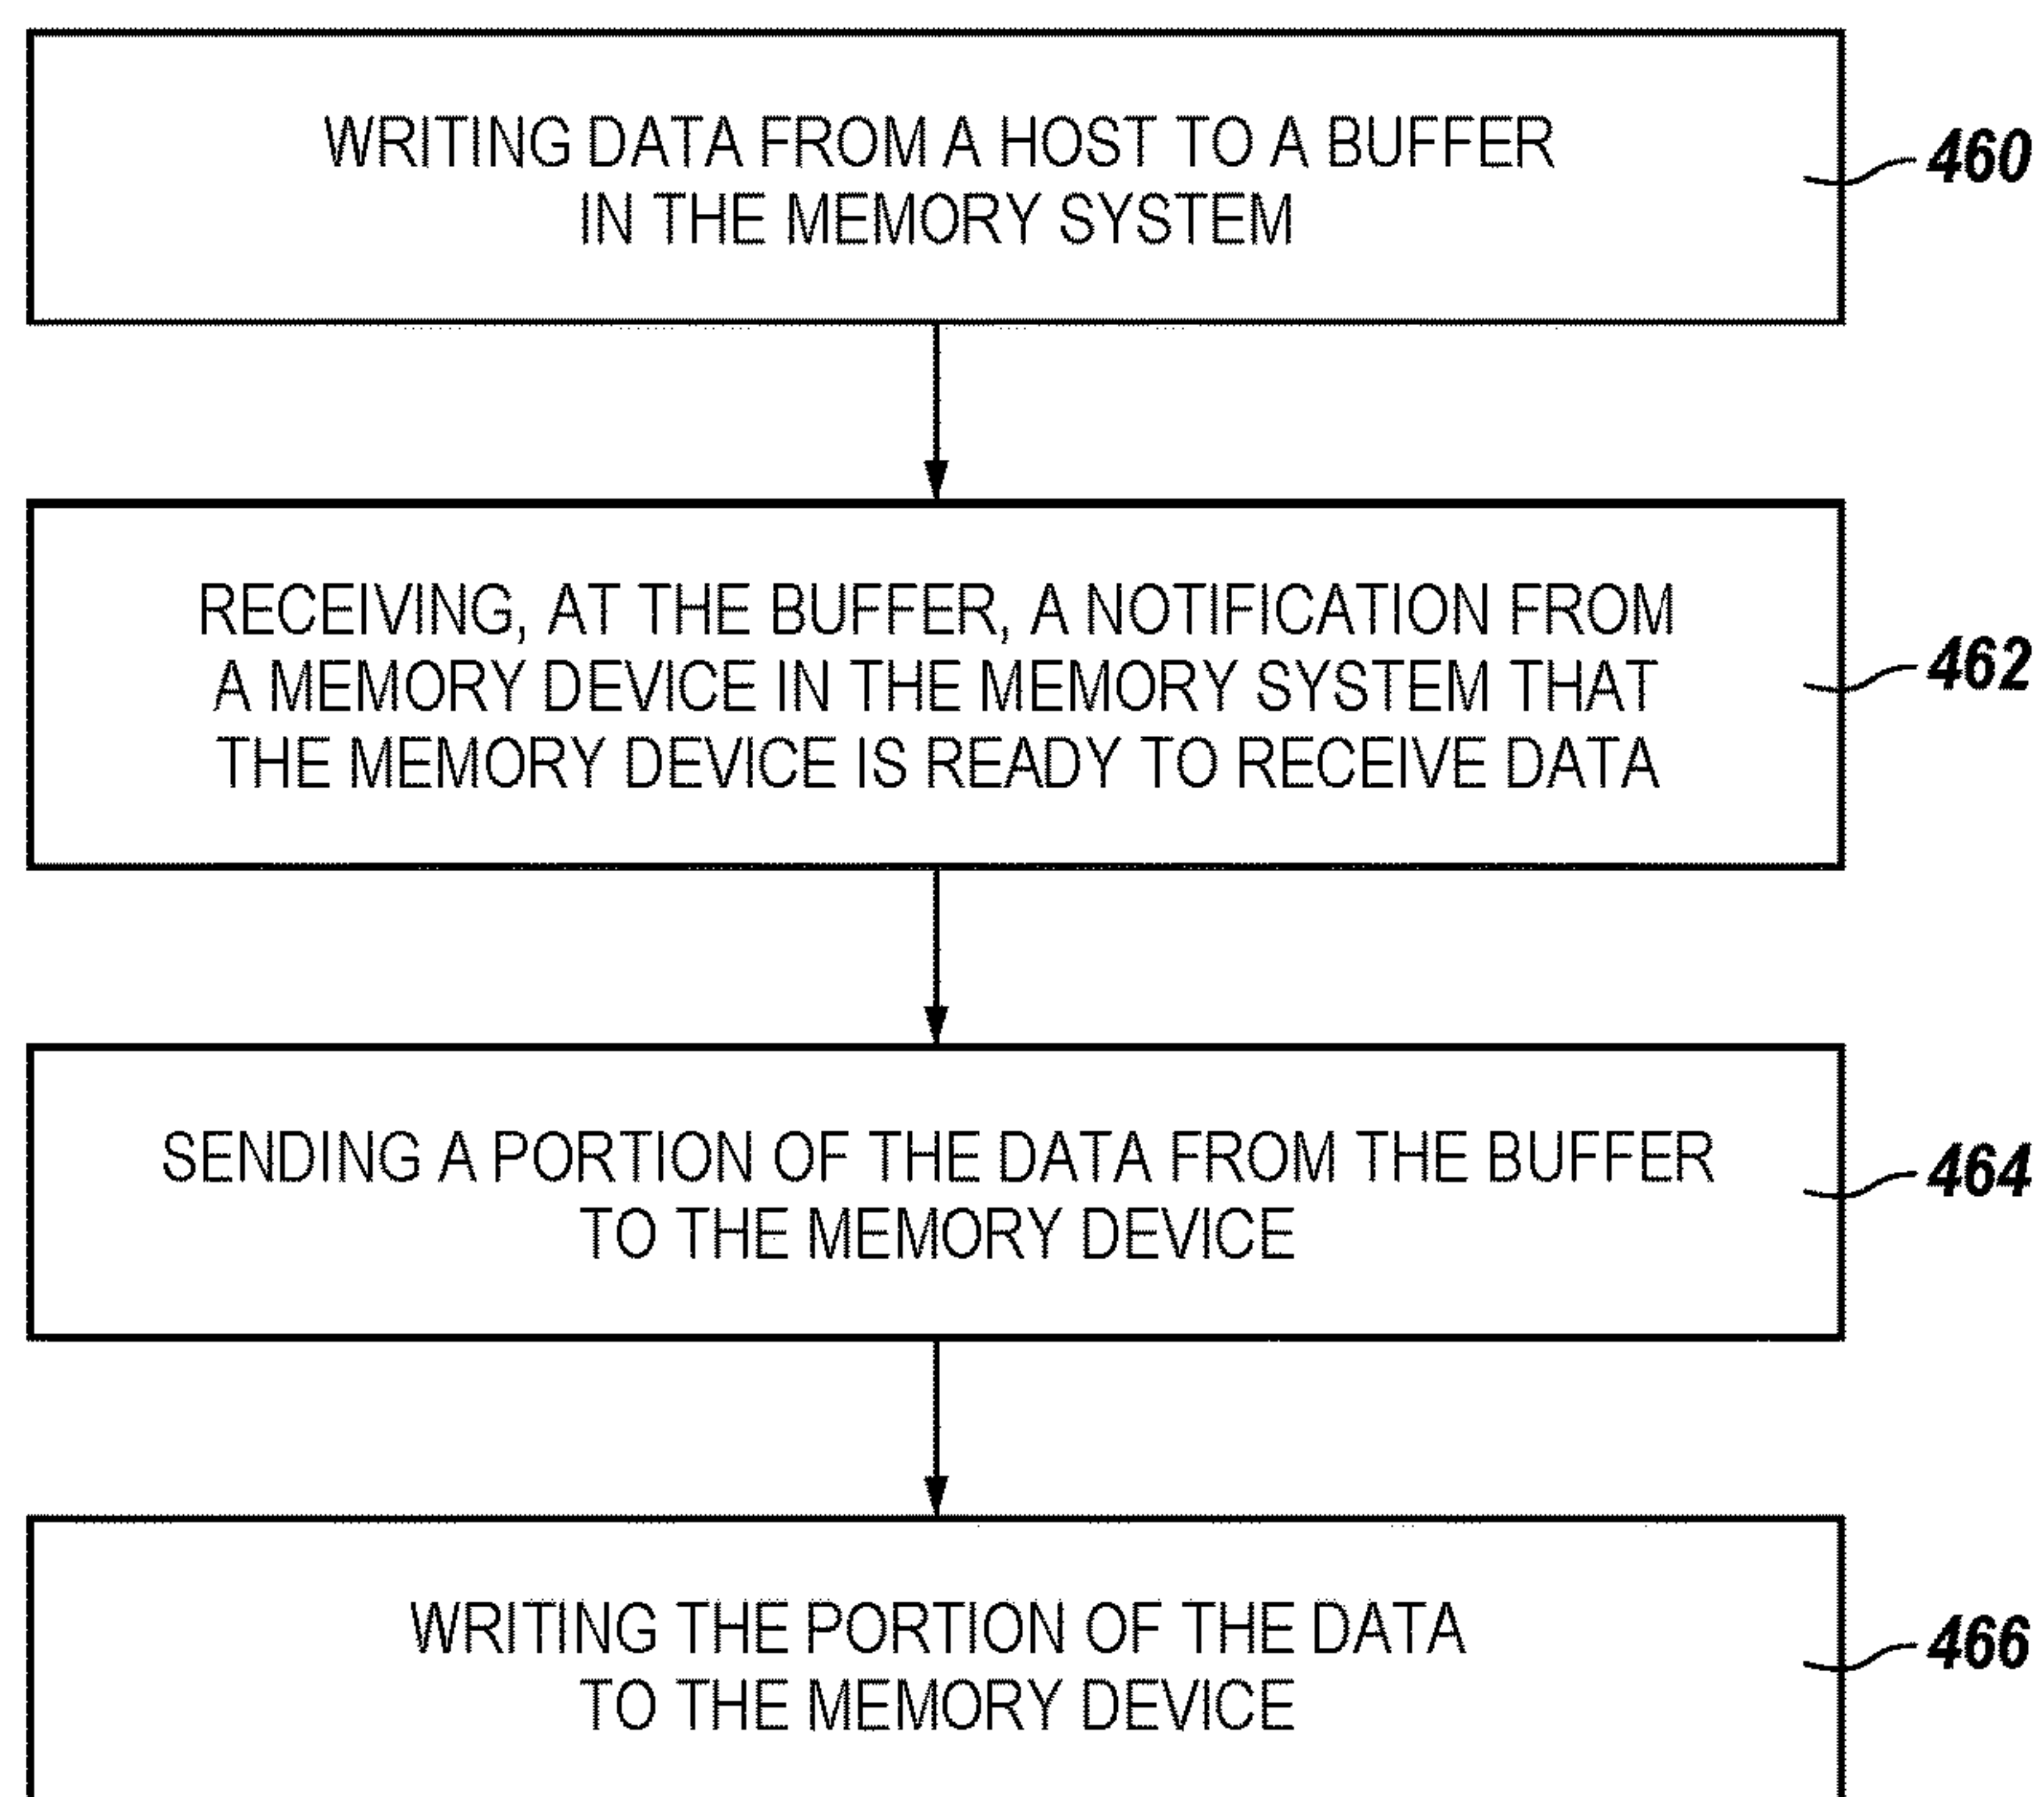 WRITING DATA FROM A HOST TO A BUFFER
IN THE MEMORY SYSTEM
460
RECEIVING, AT THE BUFFER, A NOTIFICATION FROM
A MEMORY DEVICE IN THE MEMORY SYSTEM THAT
THE MEMORY DEVICE IS READY TO RECEIVE DATA
462
SENDING A PORTION OF THE DATA FROM THE BUFFER
TO THE MEMORY DEVICE
464
WRITING THE PORTION OF THE DATA
TO THE MEMORY DEVICE
466